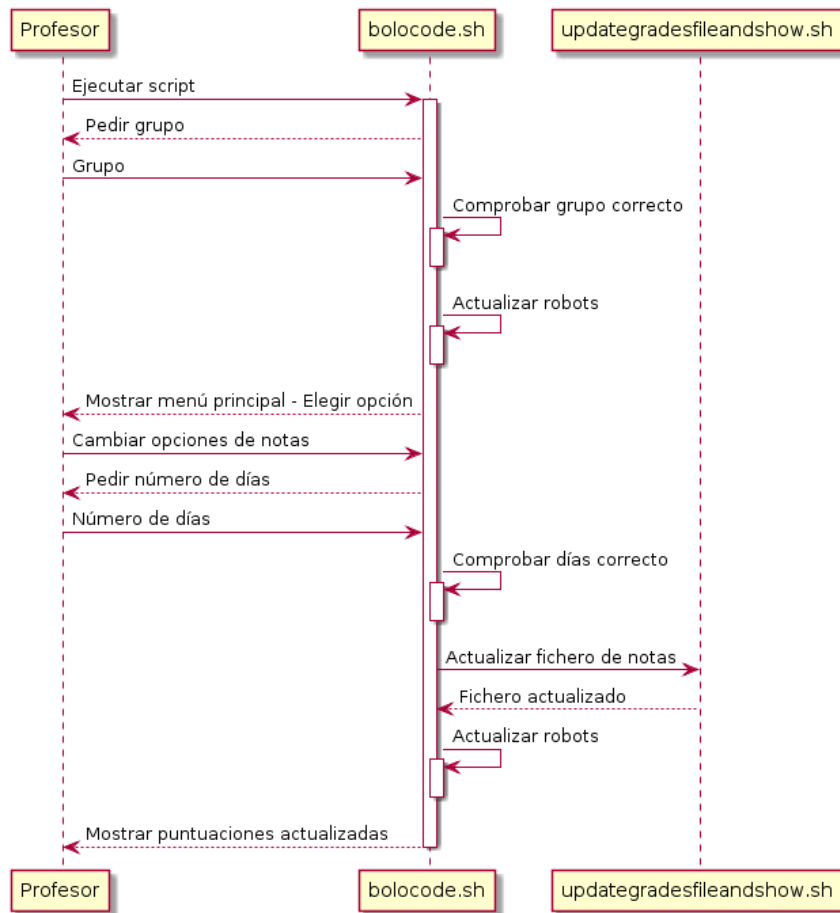 Profesor
bolocode.sh
updategradesfileandshow.sh
Ejecutar script
Pedir grupo
Grupo
Comprobar grupo correcto
Actualizar robots
Mostrar menú principal - Elegir opción
Cambiar opciones de notas
Pedir número de días
Número de días
Comprobar días correcto
Actualizar fichero de notas
Fichero actualizado
Actualizar robots
Mostrar puntuaciones actualizadas
Profesor
bolocode.sh
updategradesfileandshow.sh